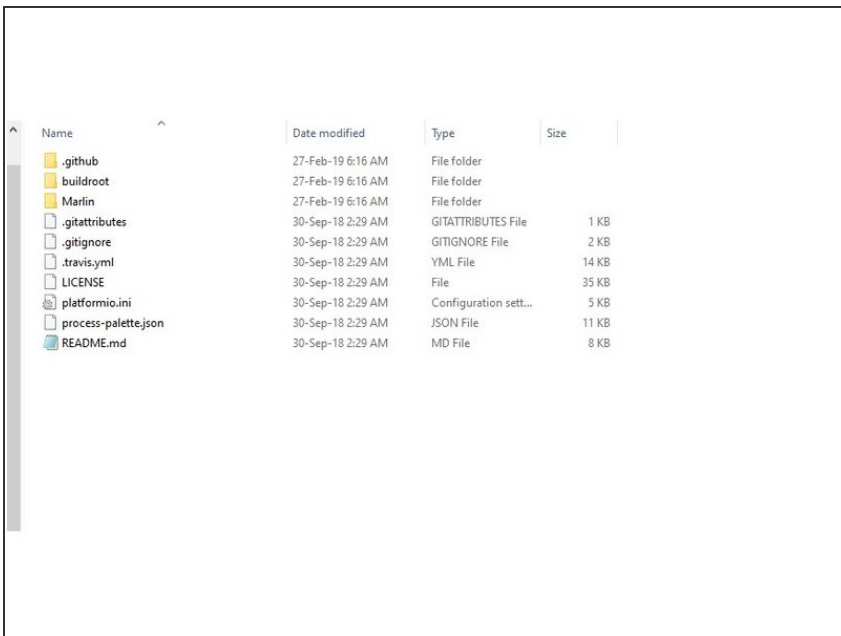 Name Date modified Type Size
.github 27-Feb-19 6:16 AM File folder
buildroot 27-Feb-19 6:16 AM File folder
Marlin 27-Feb-19 6:16 AM File folder
.gitattributes 30-Sep-18 2:29 AM GITATTRIBUTES File 1 KB
.gitignore 30-Sep-18 2:29 AM GITIGNORE File 2 KB
.travis.yml 30-Sep-18 2:29 AM YML File 14 KB
LICENSE 30-Sep-18 2:29 AM File 35 KB
platformio.ini 30-Sep-18 2:29 AM Configuration sett... 5 KB
process-palette.json 30-Sep-18 2:29 AM JSON File 11 KB
README.md 30-Sep-18 2:29 AM MD File 8 KB